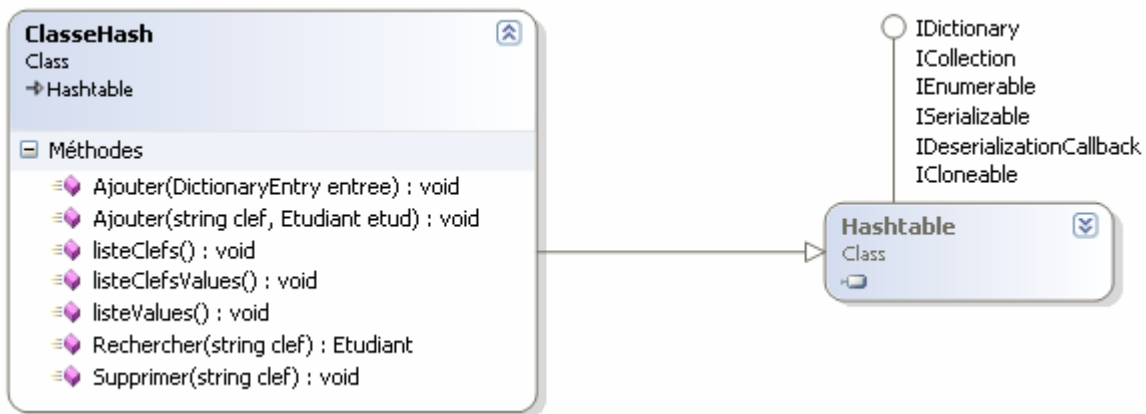 ClasseHash
Class
Hashtable
Méthodes
Ajouter(DictionaryEntry entree) : void
Ajouter(string clef, Etudiant etud) : void
listeClefs() : void
listeClefsValues() : void
listeValues() : void
Rechercher(string clef) : Etudiant
Supprimer(string clef) : void
IDictionary
ICollection
IEnumerable
ISerializable
IDeserializationCallback
ICloneable
Hashtable
Class